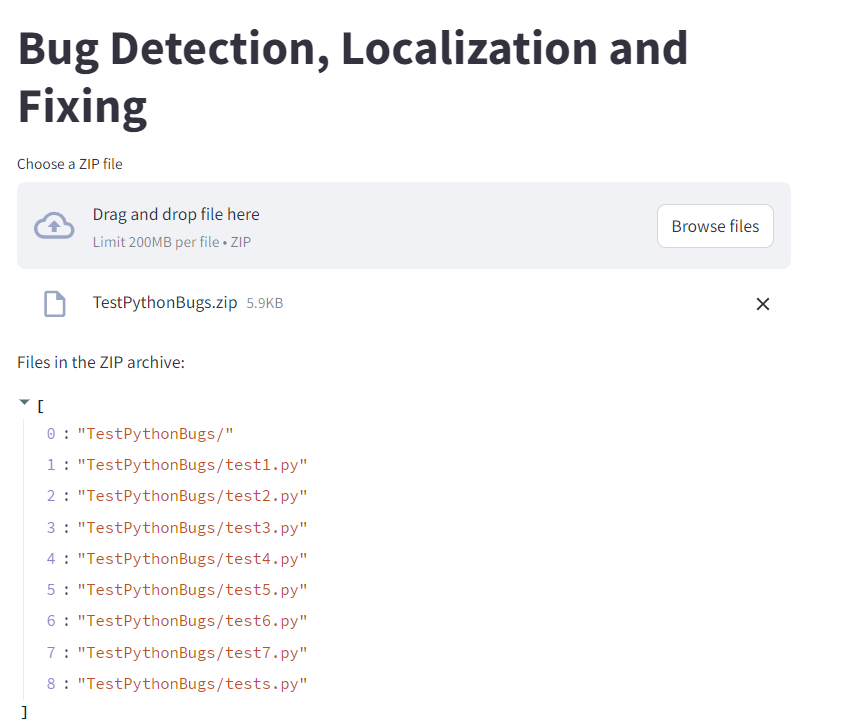 Bug Detection, Localization and
Fixing
Choose a ZIP file
Drag and drop file here
Limit 200MB per file • ZIP
Browse files
TestPythonBugs.zip 5.9KB
Files in the ZIP archive:
[
0 : "TestPythonBugs/"
1 : "TestPythonBugs/test1.py"
2 : "TestPythonBugs/test2.py"
3 : "TestPythonBugs/test3.py"
4 : "TestPythonBugs/test4.py"
5 : "TestPythonBugs/test5.py"
6 : "TestPythonBugs/test6.py"
7 : "TestPythonBugs/test7.py"
8 : "TestPythonBugs/tests.py"
]